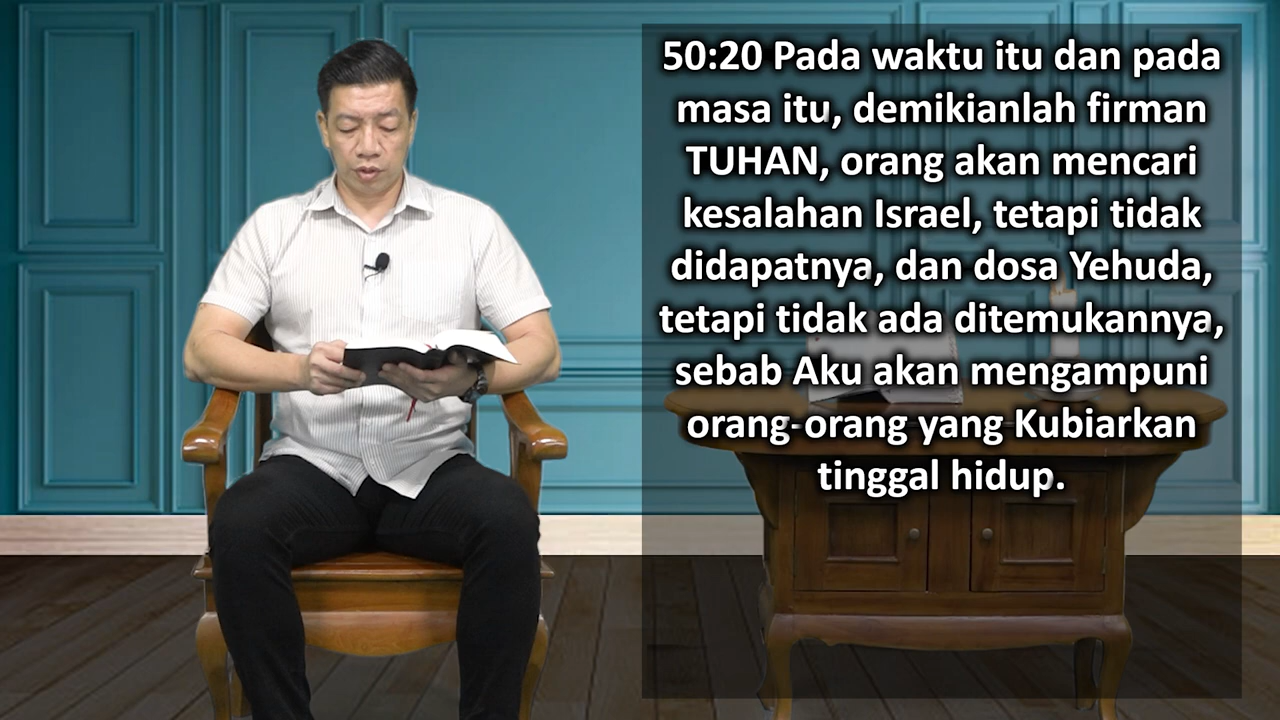 50:20 Pada waktu itu dan pada
masa itu, demikianlah firman
TUHAN, orang akan mencari
kesalahan Israel, tetapi tidak
didapatnya, dan dosa Yehuda,
tetapi tidak ada ditemukannya,
sebab Aku akan mengampuni
orang-orang yang Kubiarkan
tinggal hidup.